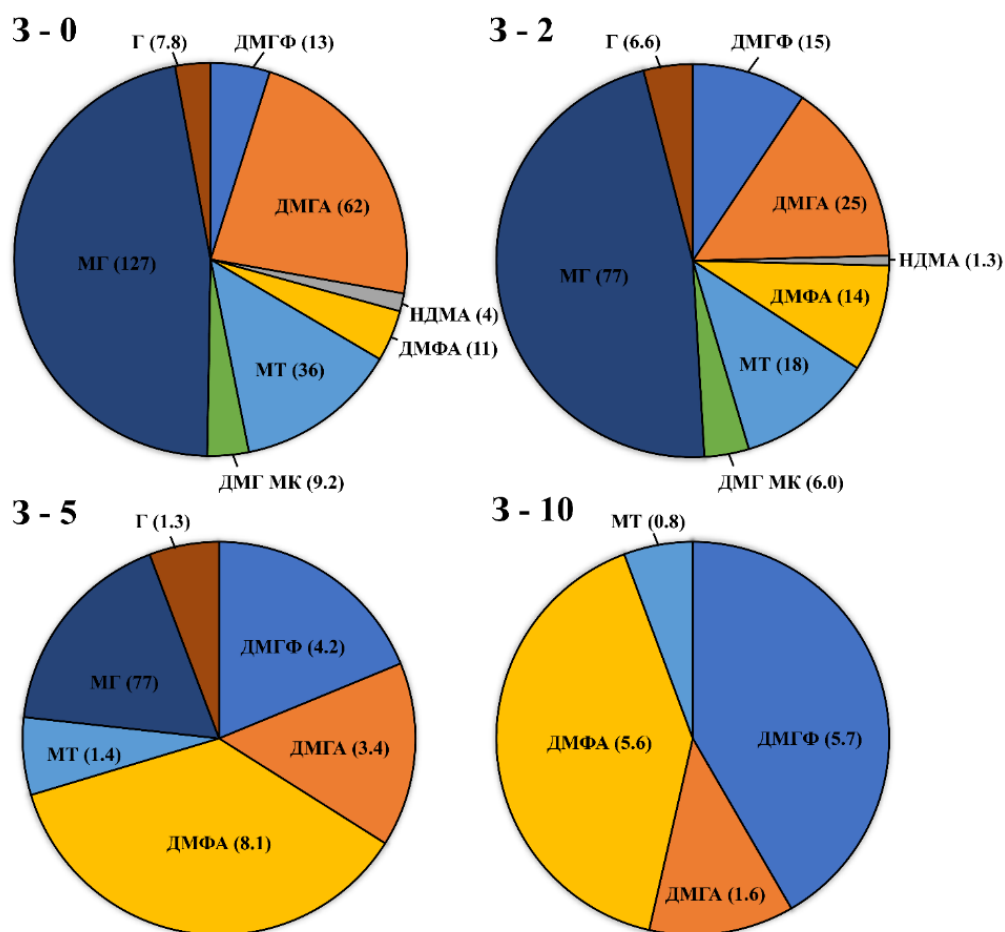 З - 0
Г (7.8)
ДМГФ (13)
ДМГА (62)
МГ (127)
НДМА (4)
ДМФА (11)
МТ (36)
ДМГ МК (9.2)
З - 2
Г (6.6)
ДМГФ (15)
ДМГА (25)
НДМА (1.3)
МГ (77)
ДМФА (14)
МТ (18)
ДМГ МК (6.0)
З - 5
Г (1.3)
ДМГФ (4.2)
МГ (77)
ДМГА (3.4)
МТ (1.4)
ДМФА (8.1)
З - 10
МТ (0.8)
ДМФА (5.6)
ДМГФ (5.7)
ДМГА (1.6)